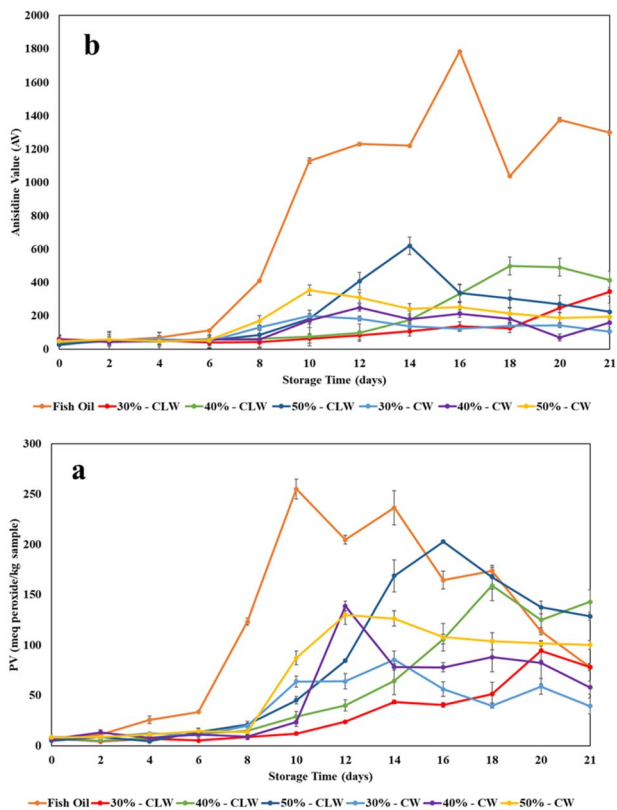 2000
b
1800
1600
1400
1200
1000
800
600
400
200
0
Anisidine Value (AV)
0 2 4 6 8 10 12 14 16 18 20 21
Storage Time (days)
Fish Oil 30% - CLW 40% - CLW 50% - CLW 30% - CW 40% - CW 50% - CW
300
a
250
200
150
100
50
0
PV (meq peroxide/kg sample)
0 2 4 6 8 10 12 14 16 18 20 21
Storage Time (days)
Fish Oil 30% - CLW 40% - CLW 50% - CLW 30% - CW 40% - CW 50% - CW